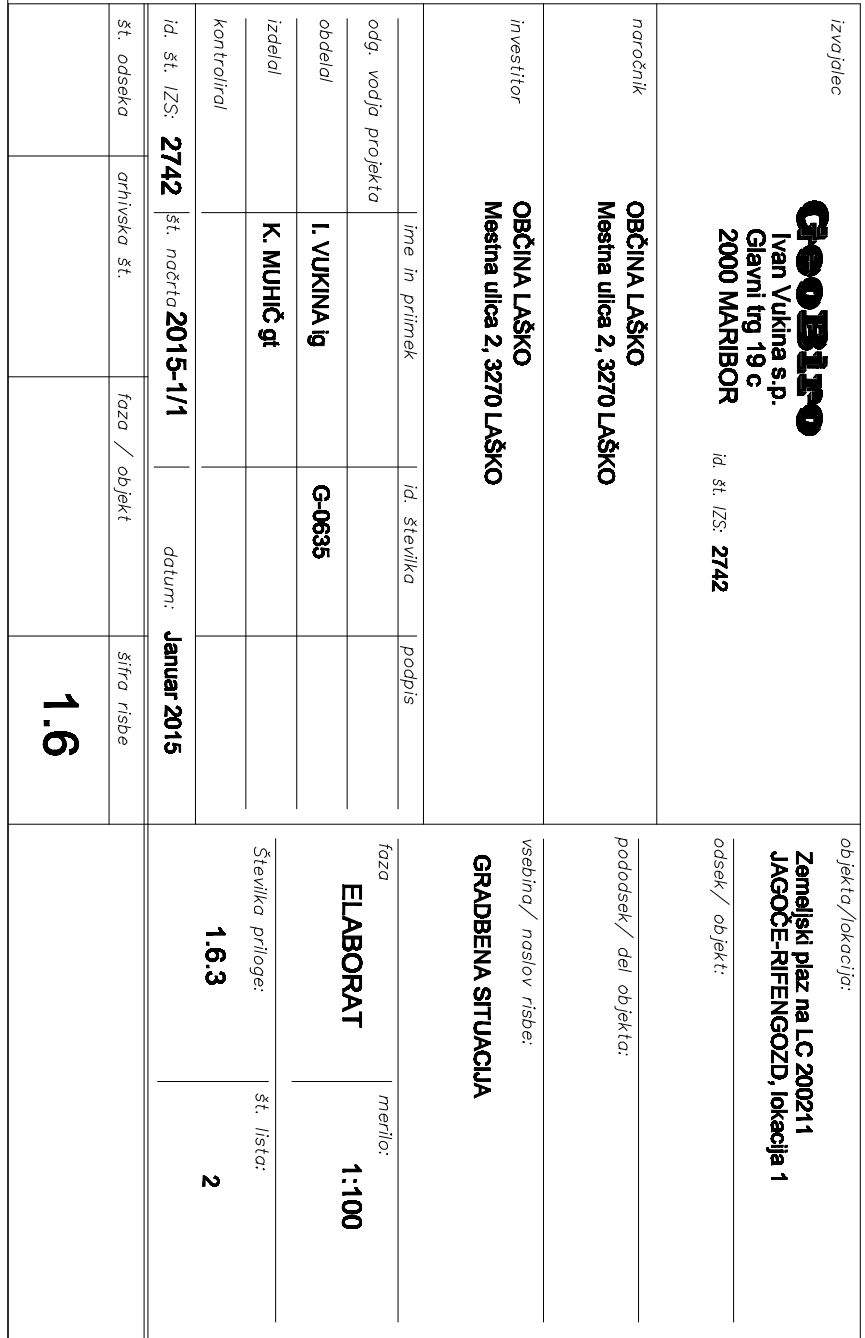 izvajalec
GeoBiro
Ivan Vukina s.p.
Glavni trg 19 c
2000 MARIBOR
id. št. IZS: 2742
naročnik
OBČINA LAŠKO
Mestna ulica 2, 3270 LAŠKO
investitor
OBČINA LAŠKO
Mestna ulica 2, 3270 LAŠKO
ime in priimek id. številka podpis
odg. vodja projekta
obdelal I. VUKINA ig G-0635
izdelal K. MUHIČ gt
kontroliral
id. št. IZS: 2742 št. načrta 2015-1/1 datum: Januar 2015
št. odseka arhivska št. faza / objekt šifra risbe
1.6
objekta/lokacija:
Zemeljski plaz na LC 200211
JAGOČE-RIFENGOZD, lokacija 1
odsek/ objekt:
pododsek/ del objekta:
vsebina/ naslov risbe:
GRADBENA SITUACIJA
faza merilo:
ELABORAT 1:100
Številka priloge: št. lista:
1.6.3 2